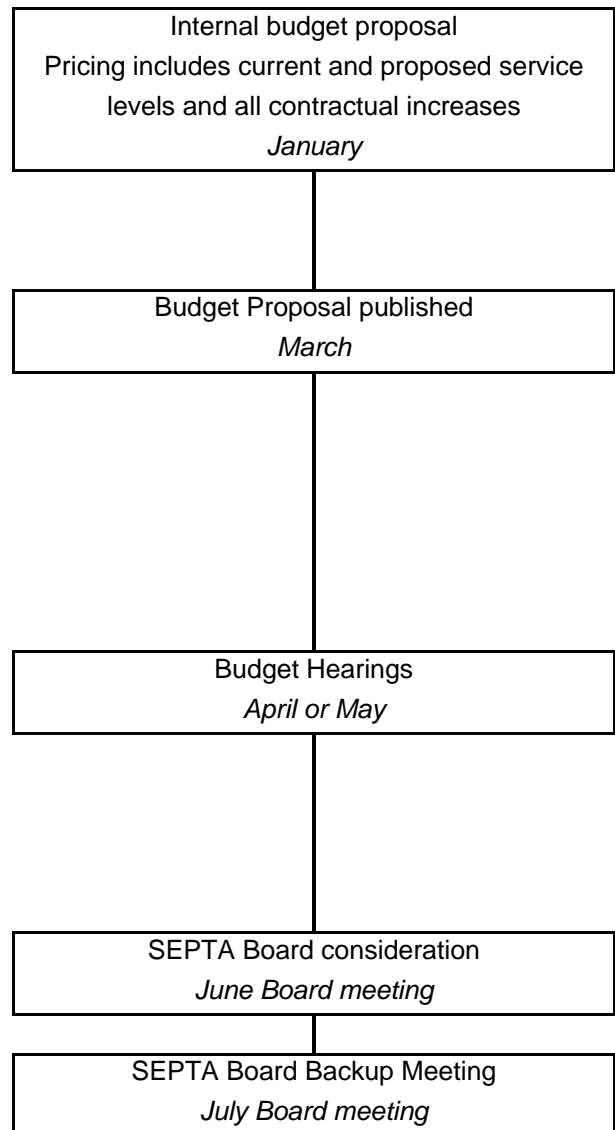 Internal budget proposal
Pricing includes current and proposed service
levels and all contractual increases
January
Budget Proposal published
March
Budget Hearings
April or May
SEPTA Board consideration
June Board meeting
SEPTA Board Backup Meeting
July Board meeting